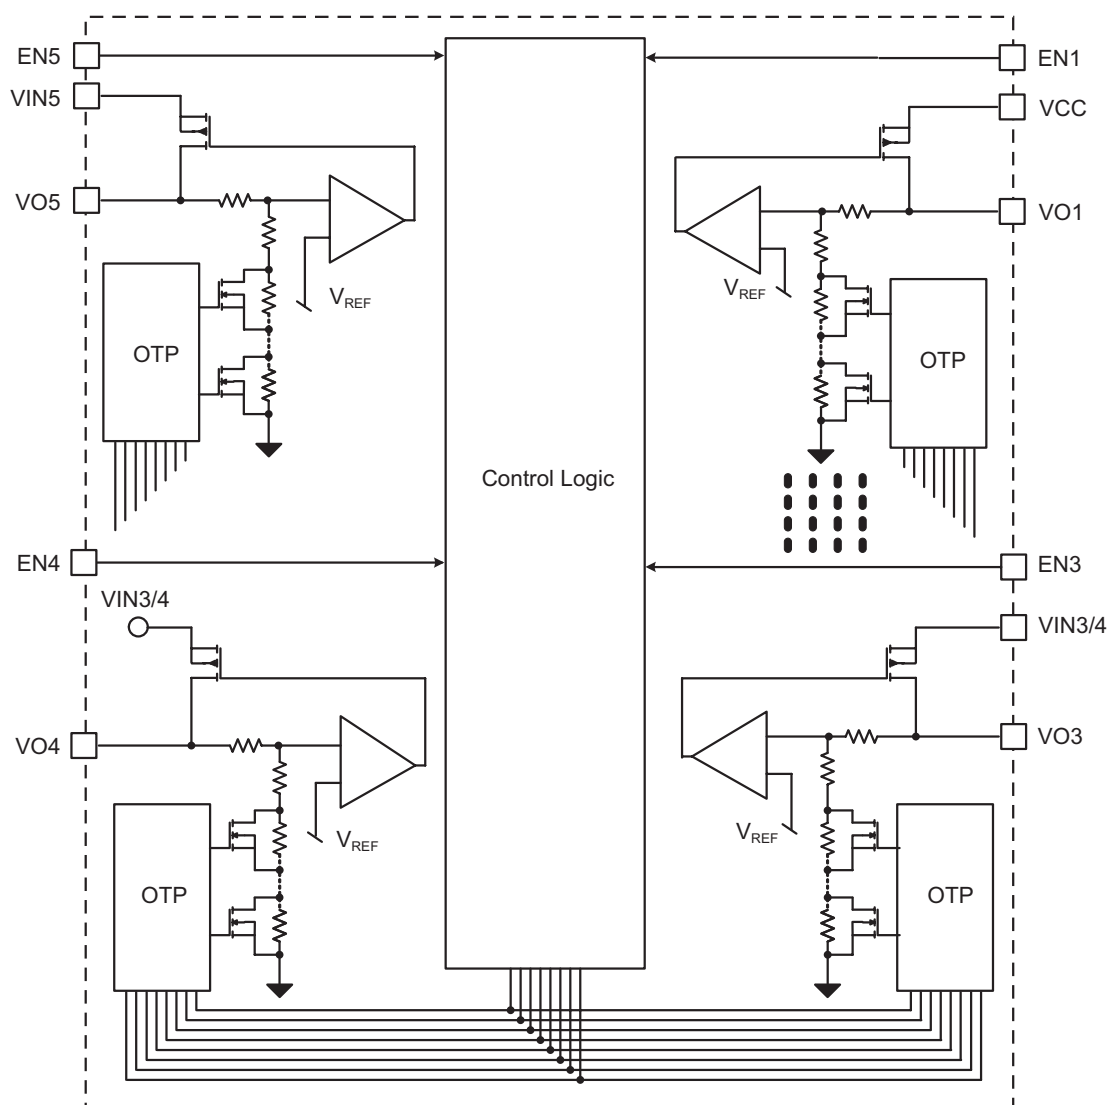 EN5
EN1
VIN5
VCC
VO5
VO1
VREF
VREF
OTP
OTP
Control Logic
EN4
EN3
VIN3/4
VIN3/4
VO4
VO3
VREF
VREF
OTP
OTP